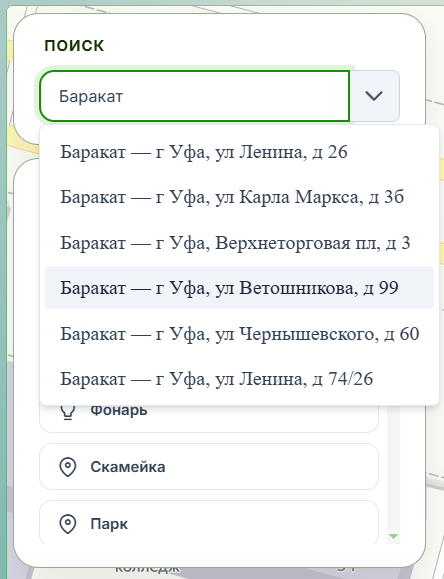 ПОИСК
Баракат
Баракат — г Уфа, ул Ленина, д 26
Баракат — г Уфа, ул Карла Маркса, д 3б
Баракат — г Уфа, Верхнеторговая пл, д 3
Баракат — г Уфа, ул Ветошникова, д 99
Баракат — г Уфа, ул Чернышевского, д 60
Баракат — г Уфа, ул Ленина, д 74/26
Фонарь
Скамейка
Парк
колледж